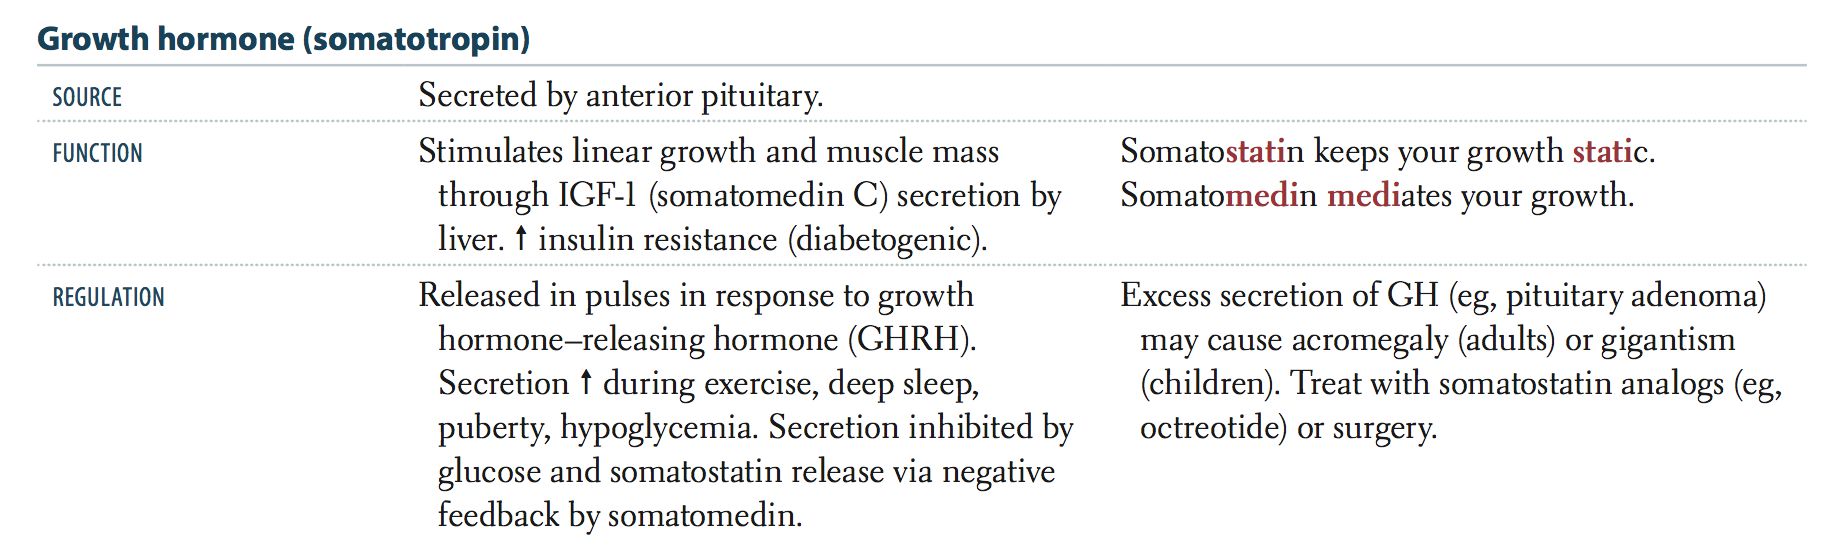 Growth hormone (somatotropin)
SOURCE
Secreted by anterior pituitary.
FUNCTION
Stimulates linear growth and muscle mass
through IGF-1 (somatomedin C) secretion by
liver. ↑ insulin resistance (diabetogenic).
Somatostatin keeps your growth static.
Somatomedin mediates your growth.
REGULATION
Released in pulses in response to growth
hormone–releasing hormone (GHRH).
Secretion ↑ during exercise, deep sleep,
puberty, hypoglycemia. Secretion inhibited by
glucose and somatostatin release via negative
feedback by somatomedin.
Excess secretion of GH (eg, pituitary adenoma)
may cause acromegaly (adults) or gigantism
(children). Treat with somatostatin analogs (eg,
octreotide) or surgery.